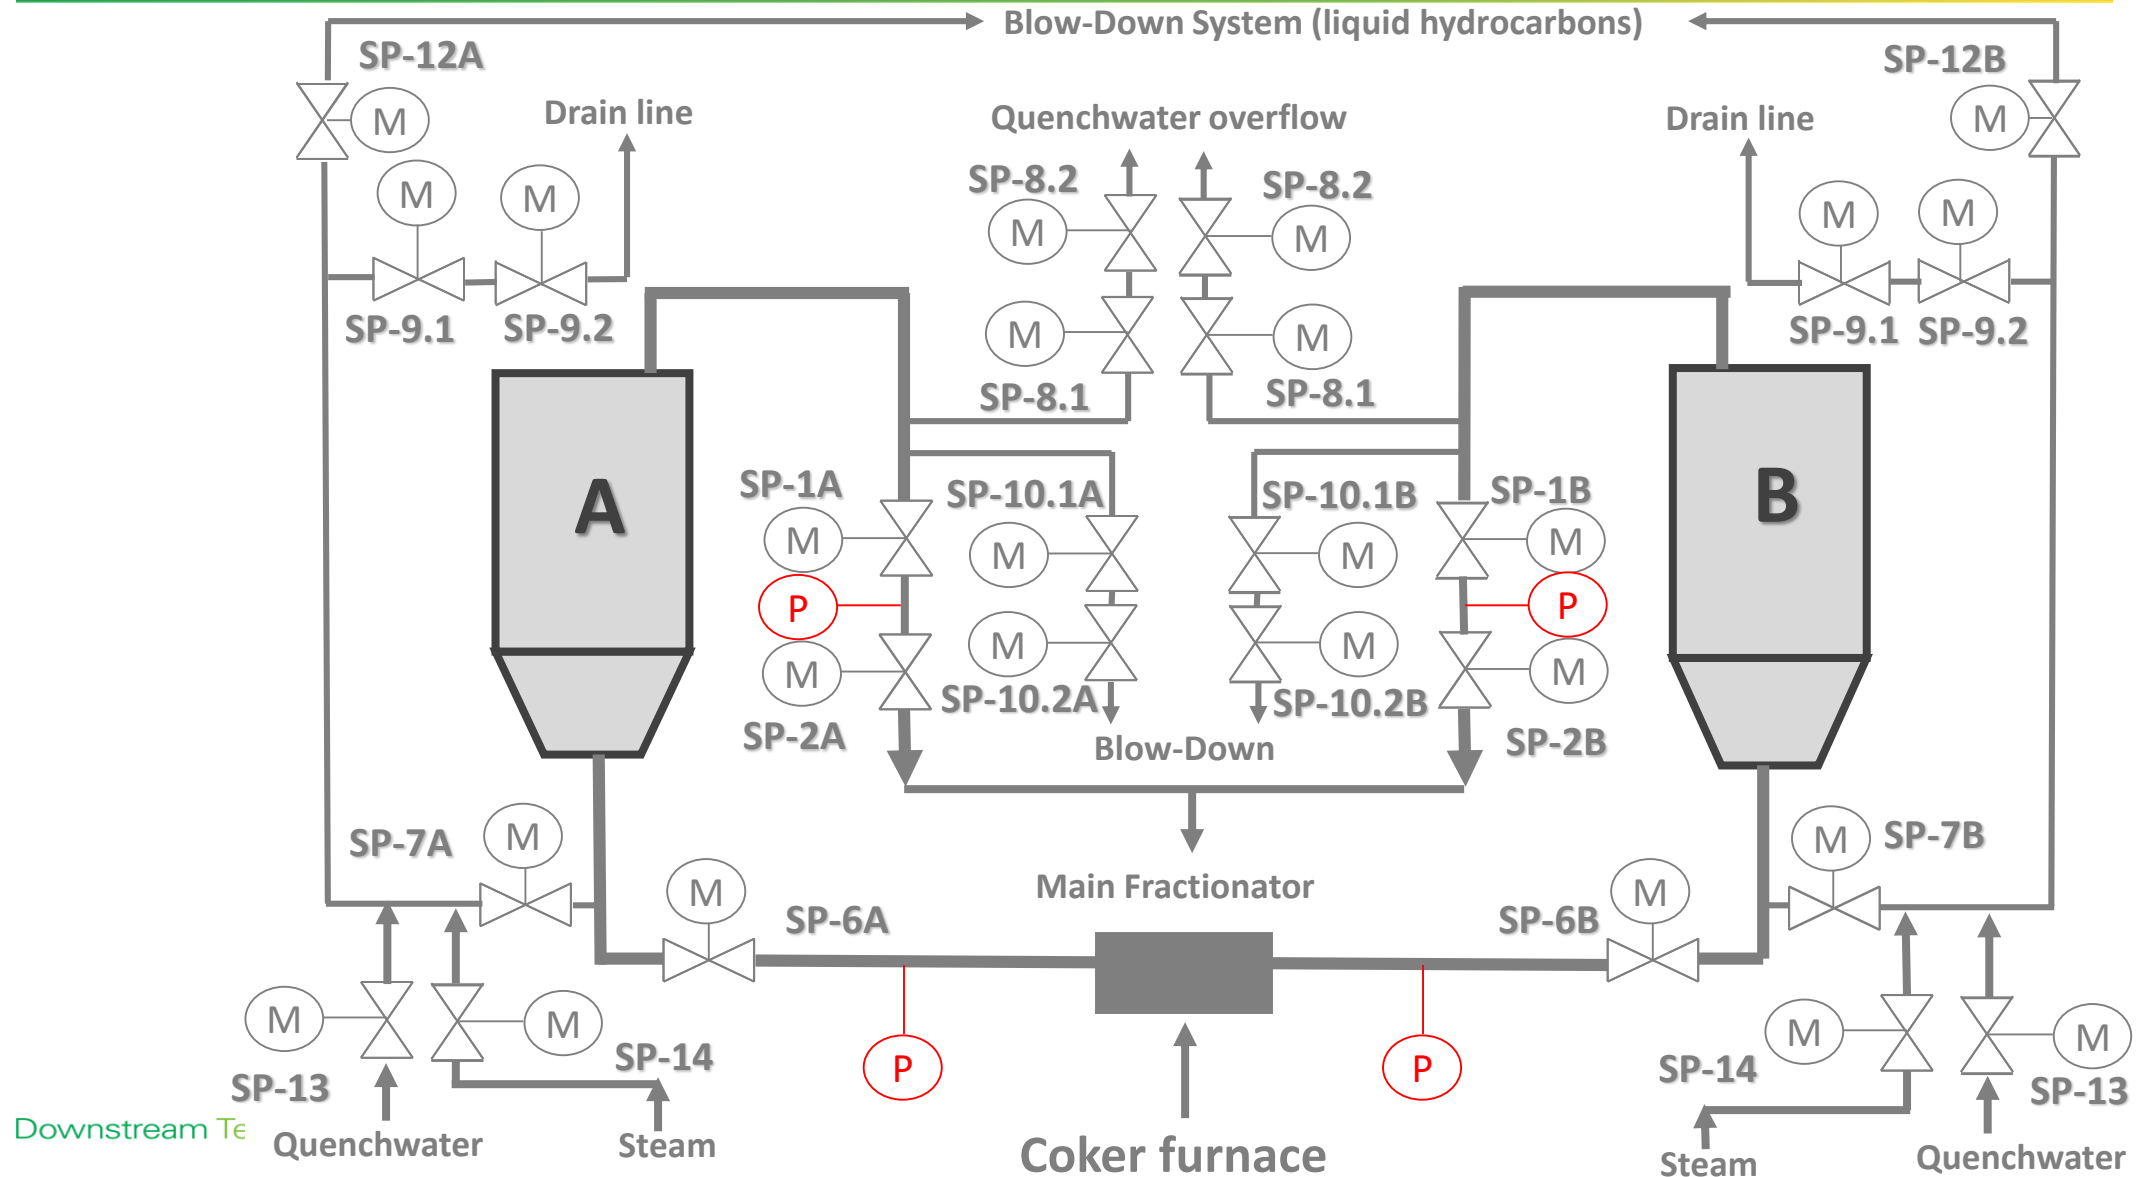 Blow-Down System (liquid hydrocarbons)
SP-12A
SP-12B
M
M
Drain line
Quenchwater overflow
Drain line
SP-8.2
SP-8.2
M
M
M
M
M
M
SP-9.1
SP-9.2
SP-9.1
SP-9.2
M
M
SP-8.1
SP-8.1
A
B
SP-1A
SP-10.1A
SP-10.1B
SP-1B
M
M
M
M
P
P
M
M
M
M
SP-2A
SP-10.2A
SP-10.2B
SP-2B
Blow-Down
SP-7A
M
M
SP-7B
Main Fractionator
M
M
SP-6A
SP-6B
M
M
M
M
SP-13
SP-14
P
P
SP-14
SP-13
Downstream Te
Quenchwater
Steam
Coker furnace
Steam
Quenchwater